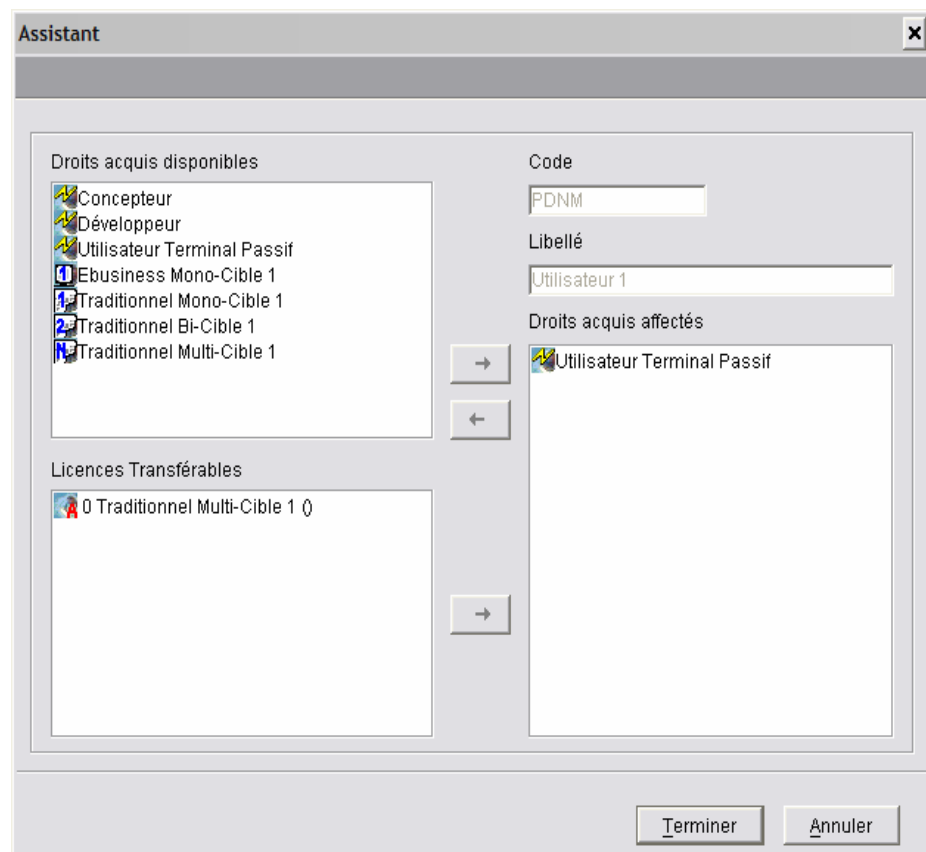 Assistant
Droits acquis disponibles
Concepteur
Développeur
Utilisateur Terminal Passif
Ebusiness Mono-Cible 1
Traditionnel Mono-Cible 1
Traditionnel Bi-Cible 1
Traditionnel Multi-Cible 1
Licences Transférables
0 Traditionnel Multi-Cible 1 ()
Code
PDNM
Libellé
Utilisateur 1
Droits acquis affectés
Utilisateur Terminal Passif
Terminer
Annuler